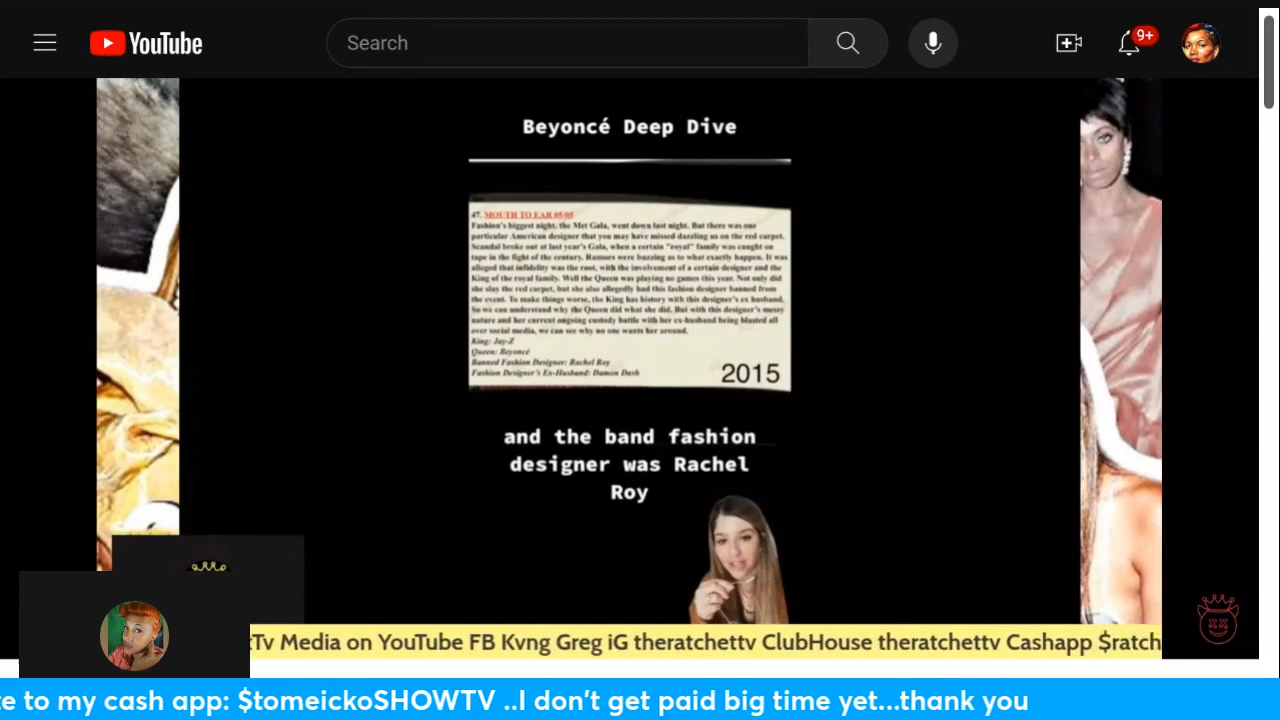 YouTube
Search
9+
Beyoncé Deep Dive
47. MOUTH TO EAR 05/05
Fashion's biggest night, the Met Gala, went down last night. But there was one
particular American designer that you may have missed dazzling us on the red carpet.
Scandal broke out at last year's Gala, when a certain "royal" family was caught on
tape in the fight of the century. Rumors were buzzing as to what exactly happen. It was
alleged that infidelity was the root, with the involvement of a certain designer and the
King of the royal family. Well the Queen was playing no games this year. Not only did
she slay the red carpet, but she also allegedly had this fashion designer banned from
the event. To make things worse, the King has history with this designer's ex husband.
So we can understand why the Queen did what she did. But with this designer's messy
nature and her current ongoing custody battle with her ex-husband being blasted all
over social media, we can see why no one wants her around.
King: Jay-Z
Queen: Beyoncé
Banned Fashion Designer: Rachel Roy
Fashion Designer's Ex-Husband: Damon Dash
2015
and the band fashion
designer was Rachel
Roy
Tv Media on YouTube FB Kvng Greg iG theratchettv ClubHouse theratchettv Cashapp $ratch
to my cash app: $tomeickoSHOWTV ..I don't get paid big time yet...thank you